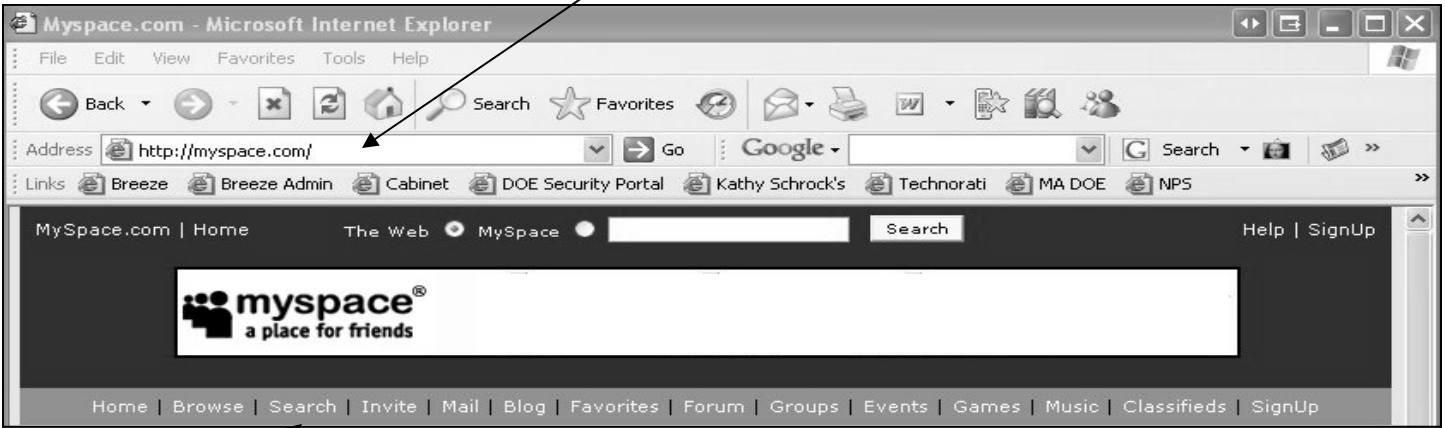 Myspace.com - Microsoft Internet Explorer
File Edit View Favorites Tools Help
Back Search Favorites
Address http://myspace.com/ Go Google Search »
Links Breeze Breeze Admin Cabinet DOE Security Portal Kathy Schrock's Technorati MA DOE NPS »
MySpace.com | Home The Web MySpace Search Help | SignUp
myspace®
a place for friends
Home | Browse | Search | Invite | Mail | Blog | Favorites | Forum | Groups | Events | Games | Music | Classifieds | SignUp